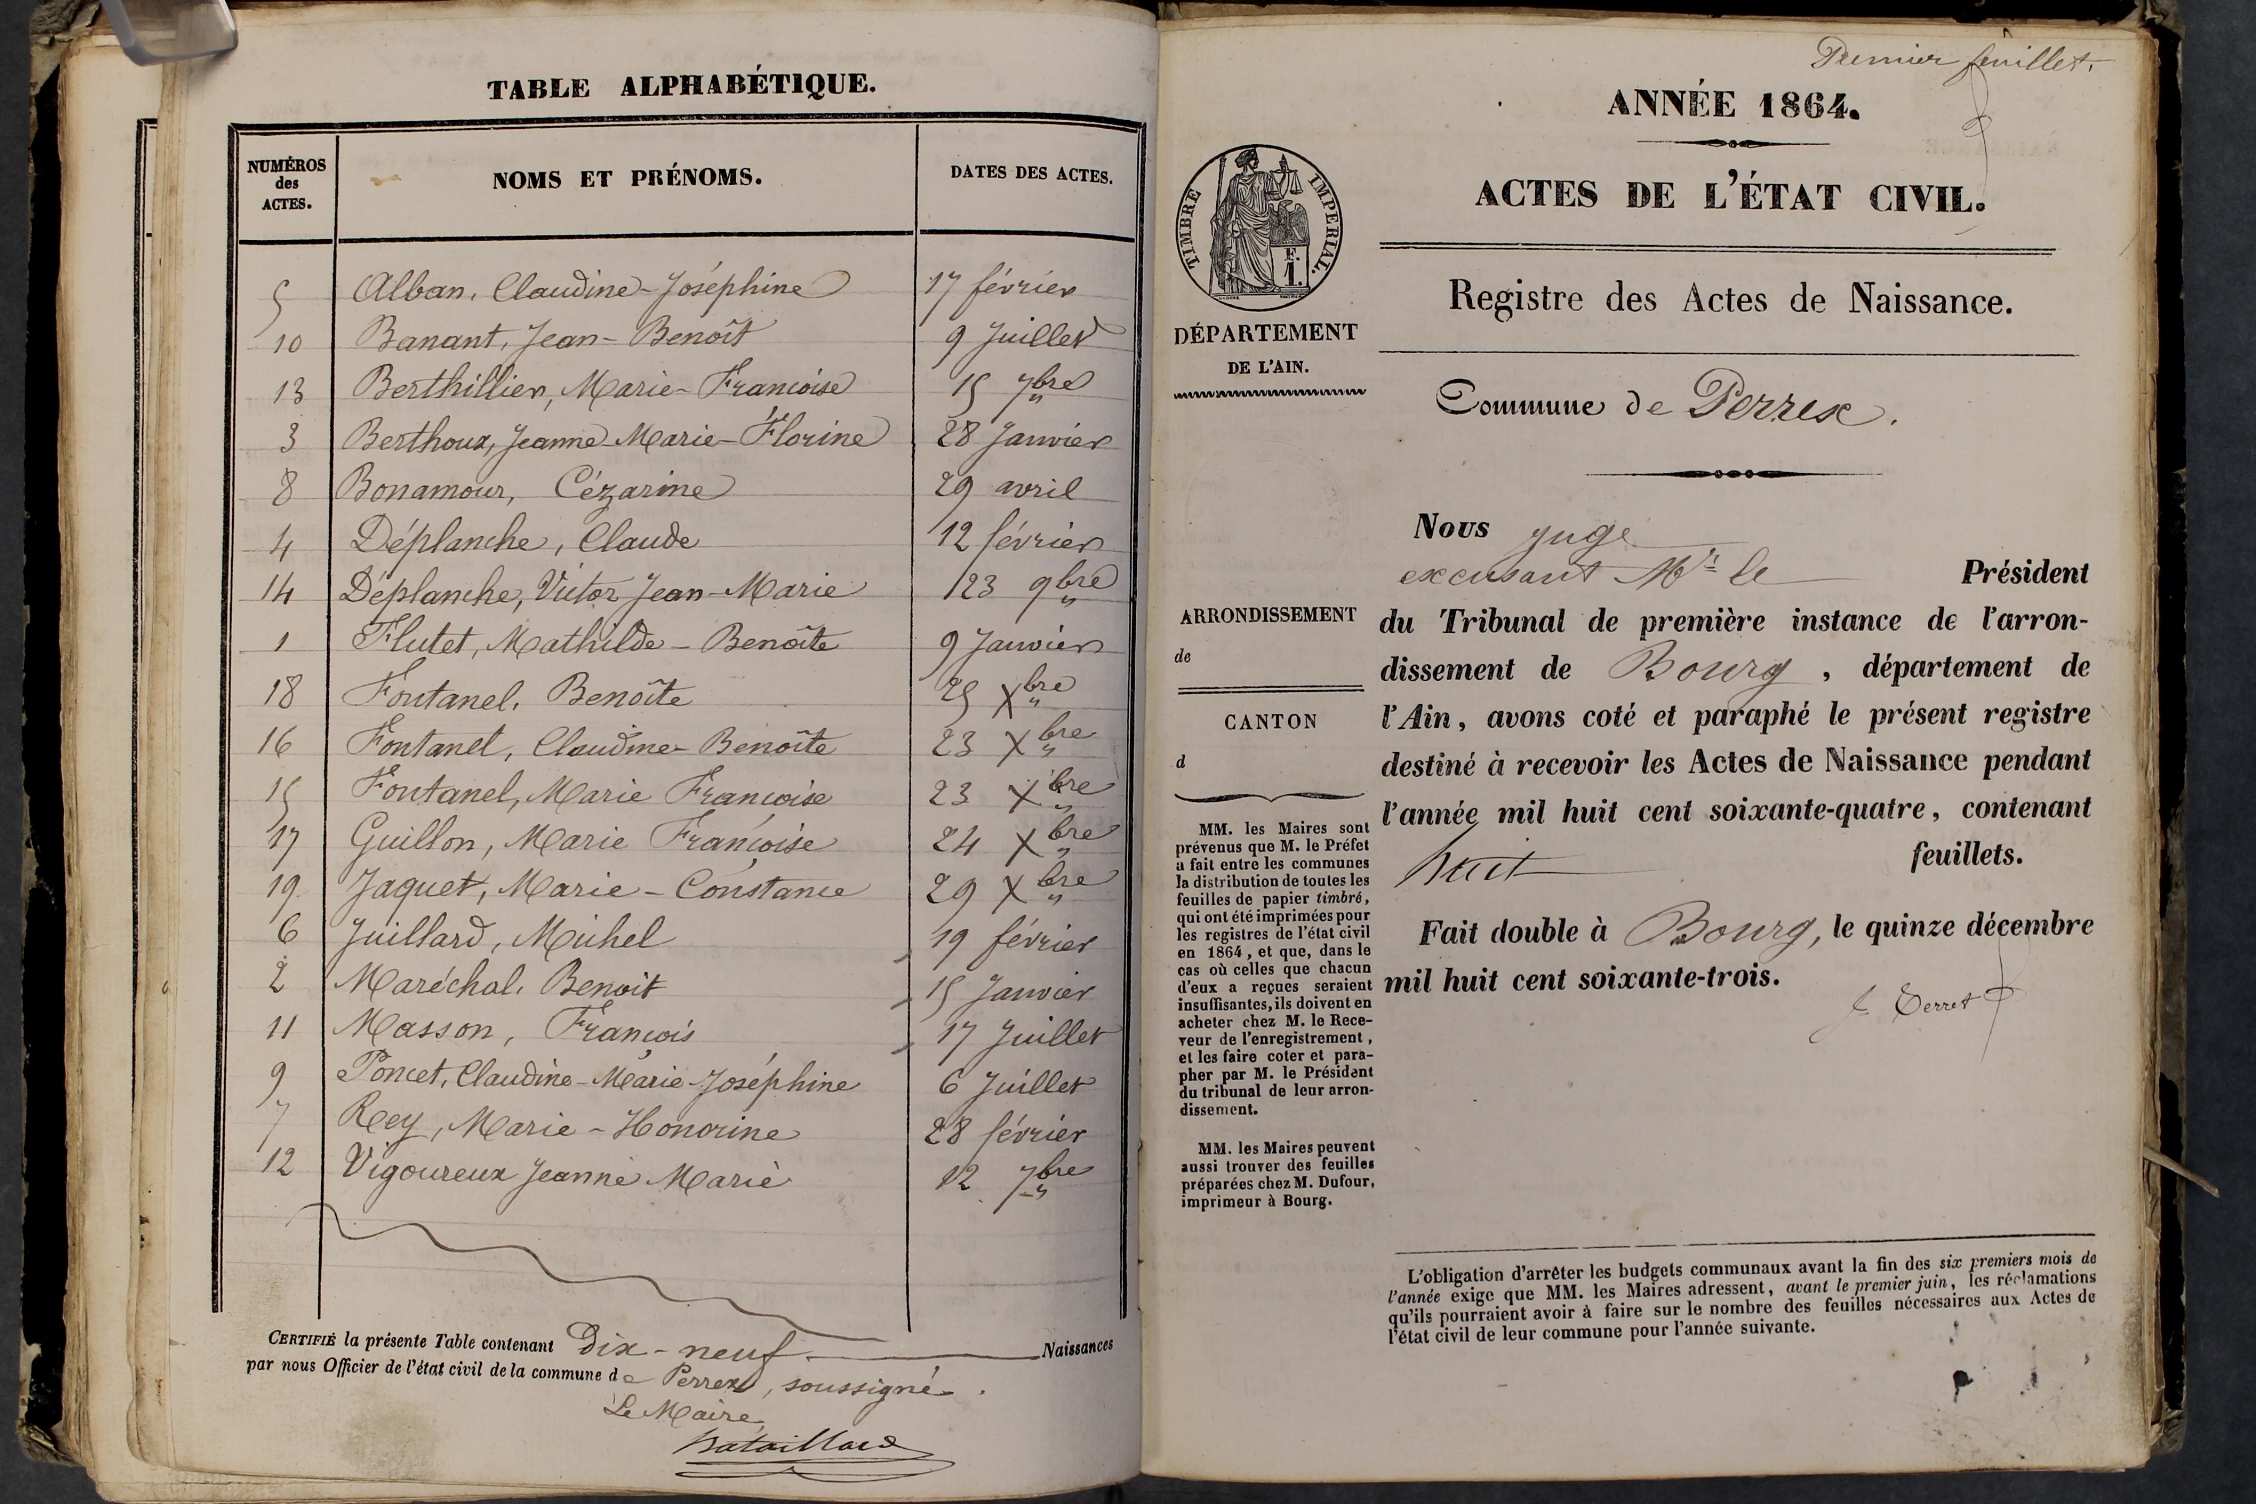 TABLE ALPHABÉTIQUE.
NUMÉROS
des
ACTES.
NOMS ET PRÉNOMS.
DATES DES ACTES.
5 Alban, Claudine-Joséphine 17 février
10 Banant, Jean-Benoît 9 Juillet
13 Berthillier, Marie-Françoise 15 7bre
3 Berthoux, Jeanne-Marie-Florine 28 Janvier
8 Bonamour, Cézarine 29 avril
4 Déplanche, Claude 12 février
14 Déplanche, Victor Jean-Marie 23 9bre
1 Flutet, Mathilde-Benoîte 9 Janvier
18 Fontanel, Benoîte 25 Xbre
16 Fontanel, Claudine-Benoîte 23 Xbre
15 Fontanel, Marie Françoise 23 Xbre
17 Guillon, Marie Françoise 24 Xbre
19 Jaquet, Marie-Constance 29 Xbre
6 Juillard, Michel 19 février
2 Maréchal, Benoit 15 Janvier
11 Masson, François 17 Juillet
9 Poncet, Claudine-Marie-Joséphine 6 Juillet
7 Rey, Marie-Honorine 28 février
12 Vigoureux Jeanne Marie 12 7bre
CERTIFIÉ la présente Table contenant Dix-neuf Naissances
par nous Officier de l'état civil de la commune de Perrex, soussigné.
Le Maire,
Bataillard
Premier feuillet.
ANNÉE 1864.
ACTES DE L'ÉTAT CIVIL.
TIMBRE IMPÉRIAL.
F.
1.
Registre des Actes de Naissance.
DÉPARTEMENT
DE L'AIN.
Commune de Perrex.
Nous juge
excusant Mr le Président
du Tribunal de première instance de l'arron-
dissement de Bourg, département de
l'Ain, avons coté et paraphé le présent registre
destiné à recevoir les Actes de Naissance pendant
l'année mil huit cent soixante-quatre, contenant
huit feuillets.
Fait double à Bourg, le quinze décembre
mil huit cent soixante-trois.
J. Perret
ARRONDISSEMENT
de
CANTON
d
MM. les Maires sont
prévenus que M. le Préfet
a fait entre les communes
la distribution de toutes les
feuilles de papier timbré,
qui ont été imprimées pour
les registres de l'état civil
en 1864, et que, dans le
cas où celles que chacun
d'eux a reçues seraient
insuffisantes, ils doivent en
acheter chez M. le Rece-
veur de l'enregistrement,
et les faire coter et para-
pher par M. le Président
du tribunal de leur arron-
dissement.
MM. les Maires peuvent
aussi trouver des feuilles
préparées chez M. Dufour,
imprimeur à Bourg.
L'obligation d'arrêter les budgets communaux avant la fin des six premiers mois de
l'année exige que MM. les Maires adressent, avant le premier juin, les réclamations
qu'ils pourraient avoir à faire sur le nombre des feuilles nécessaires aux Actes de
l'état civil de leur commune pour l'année suivante.